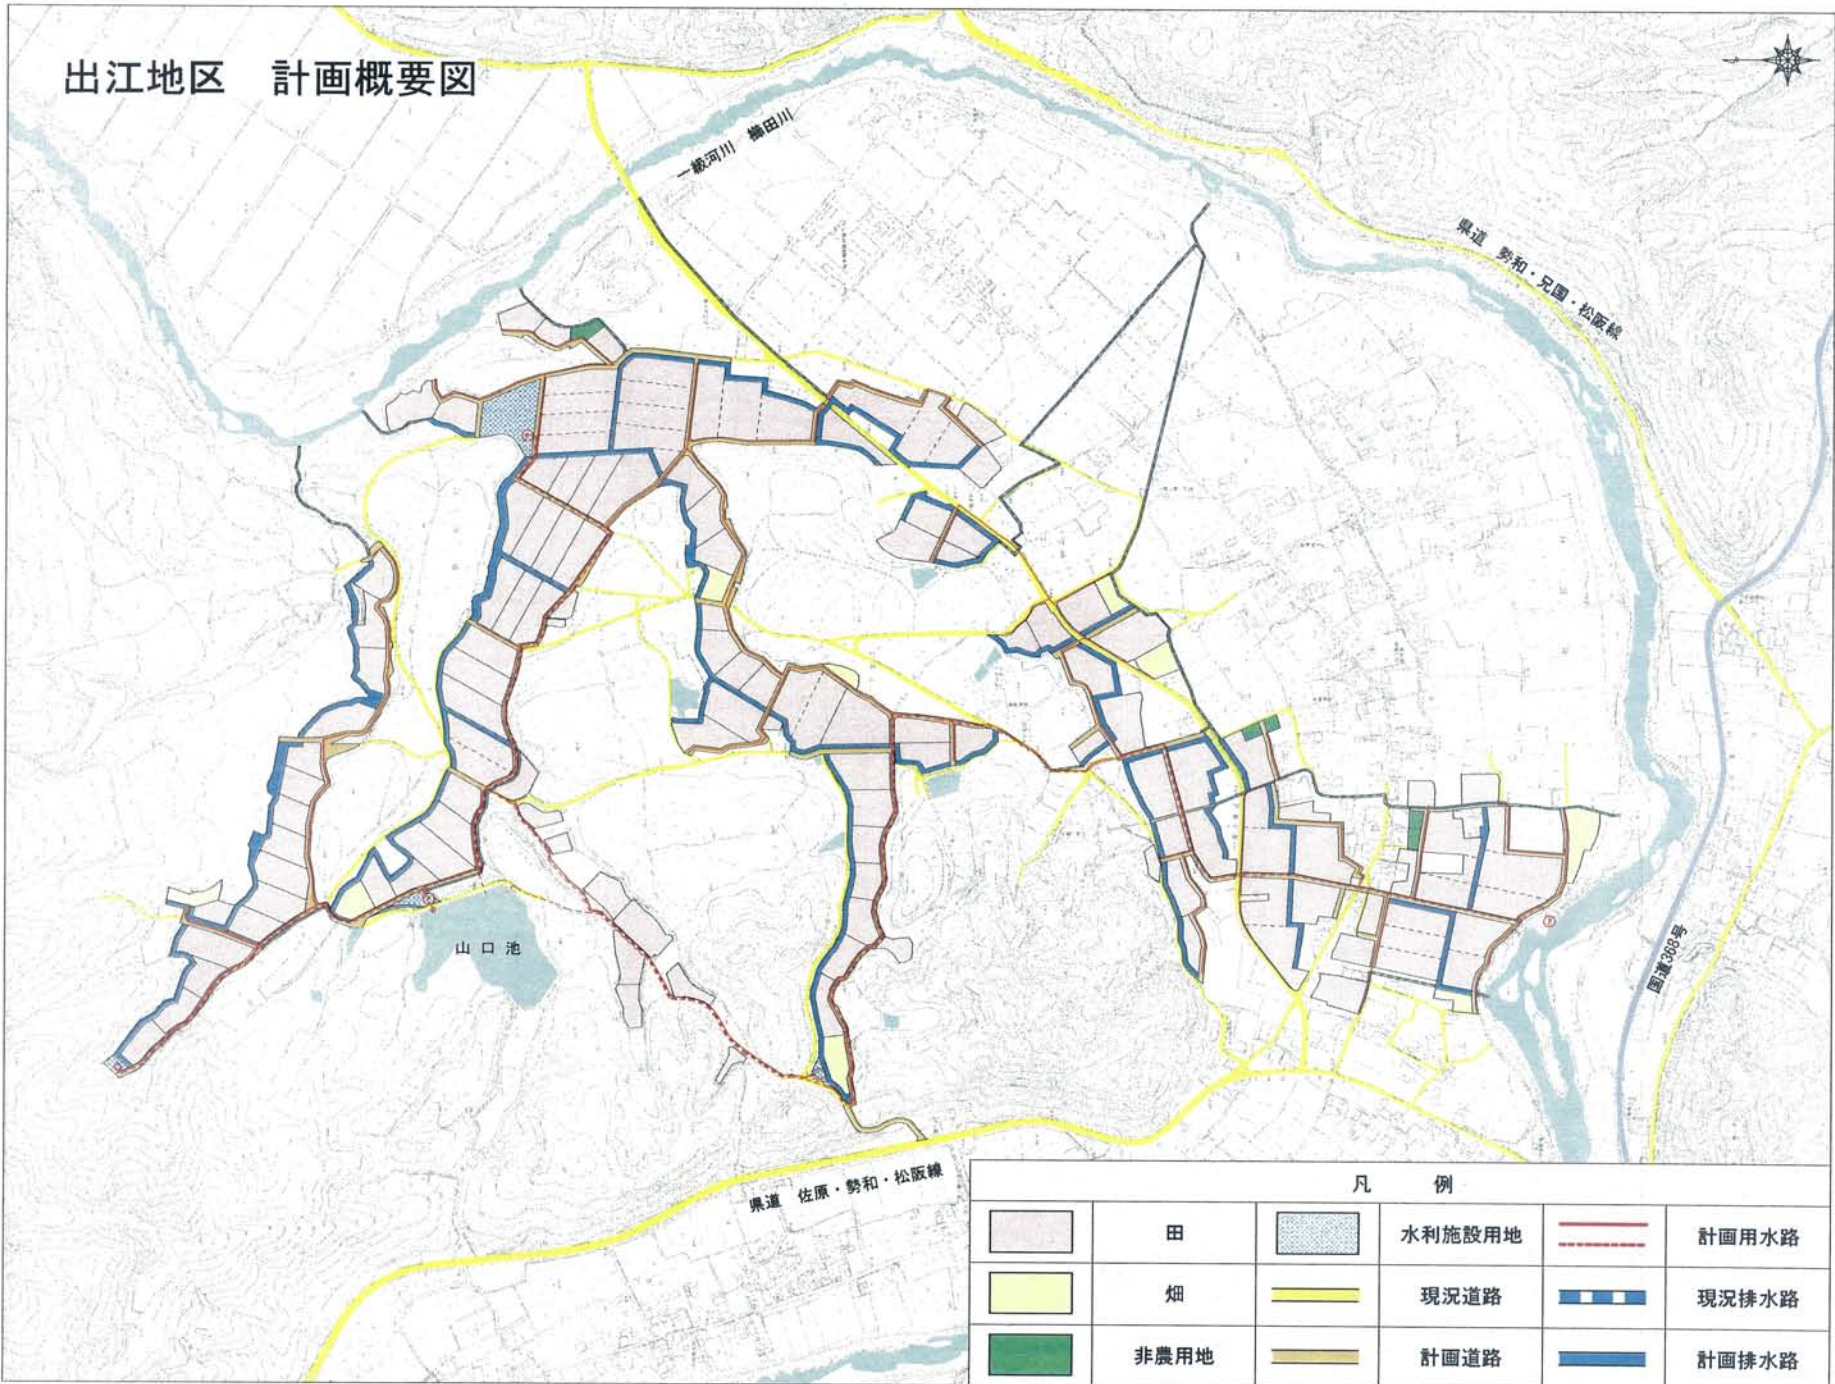 出江地区　計画概要図
一級河川　櫛田川
県道　勢和・兄国・松阪線
山口池
国道368号
県道　佐原・勢和・松阪線
凡　例
田
水利施設用地
計画用水路
畑
現況道路
現況排水路
非農用地
計画道路
計画排水路